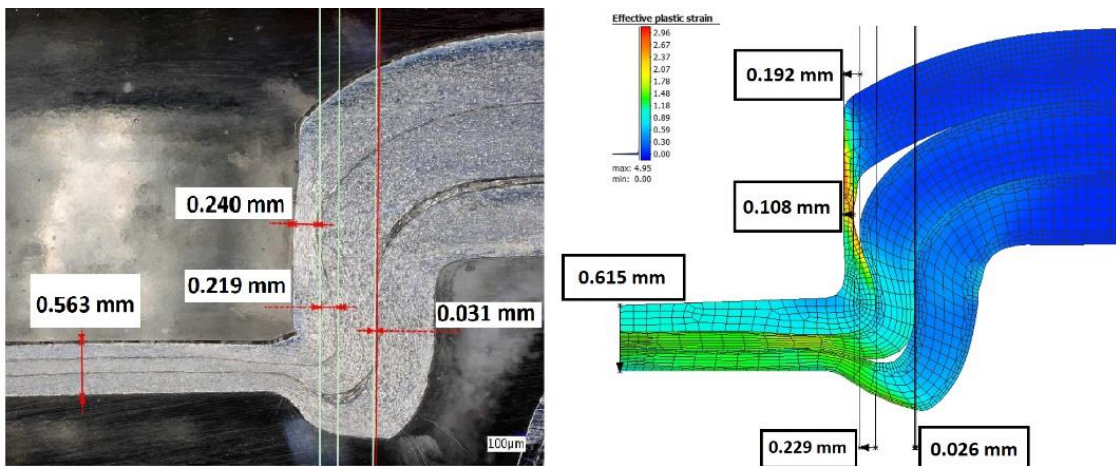 0.240 mm
0.219 mm
0.563 mm
0.031 mm
100µm
Effective plastic strain
2.96
2.67
2.37
2.07
1.78
1.48
1.18
0.89
0.59
0.30
0.00
max: 4.95
min: 0.00
0.192 mm
0.108 mm
0.615 mm
0.229 mm
0.026 mm